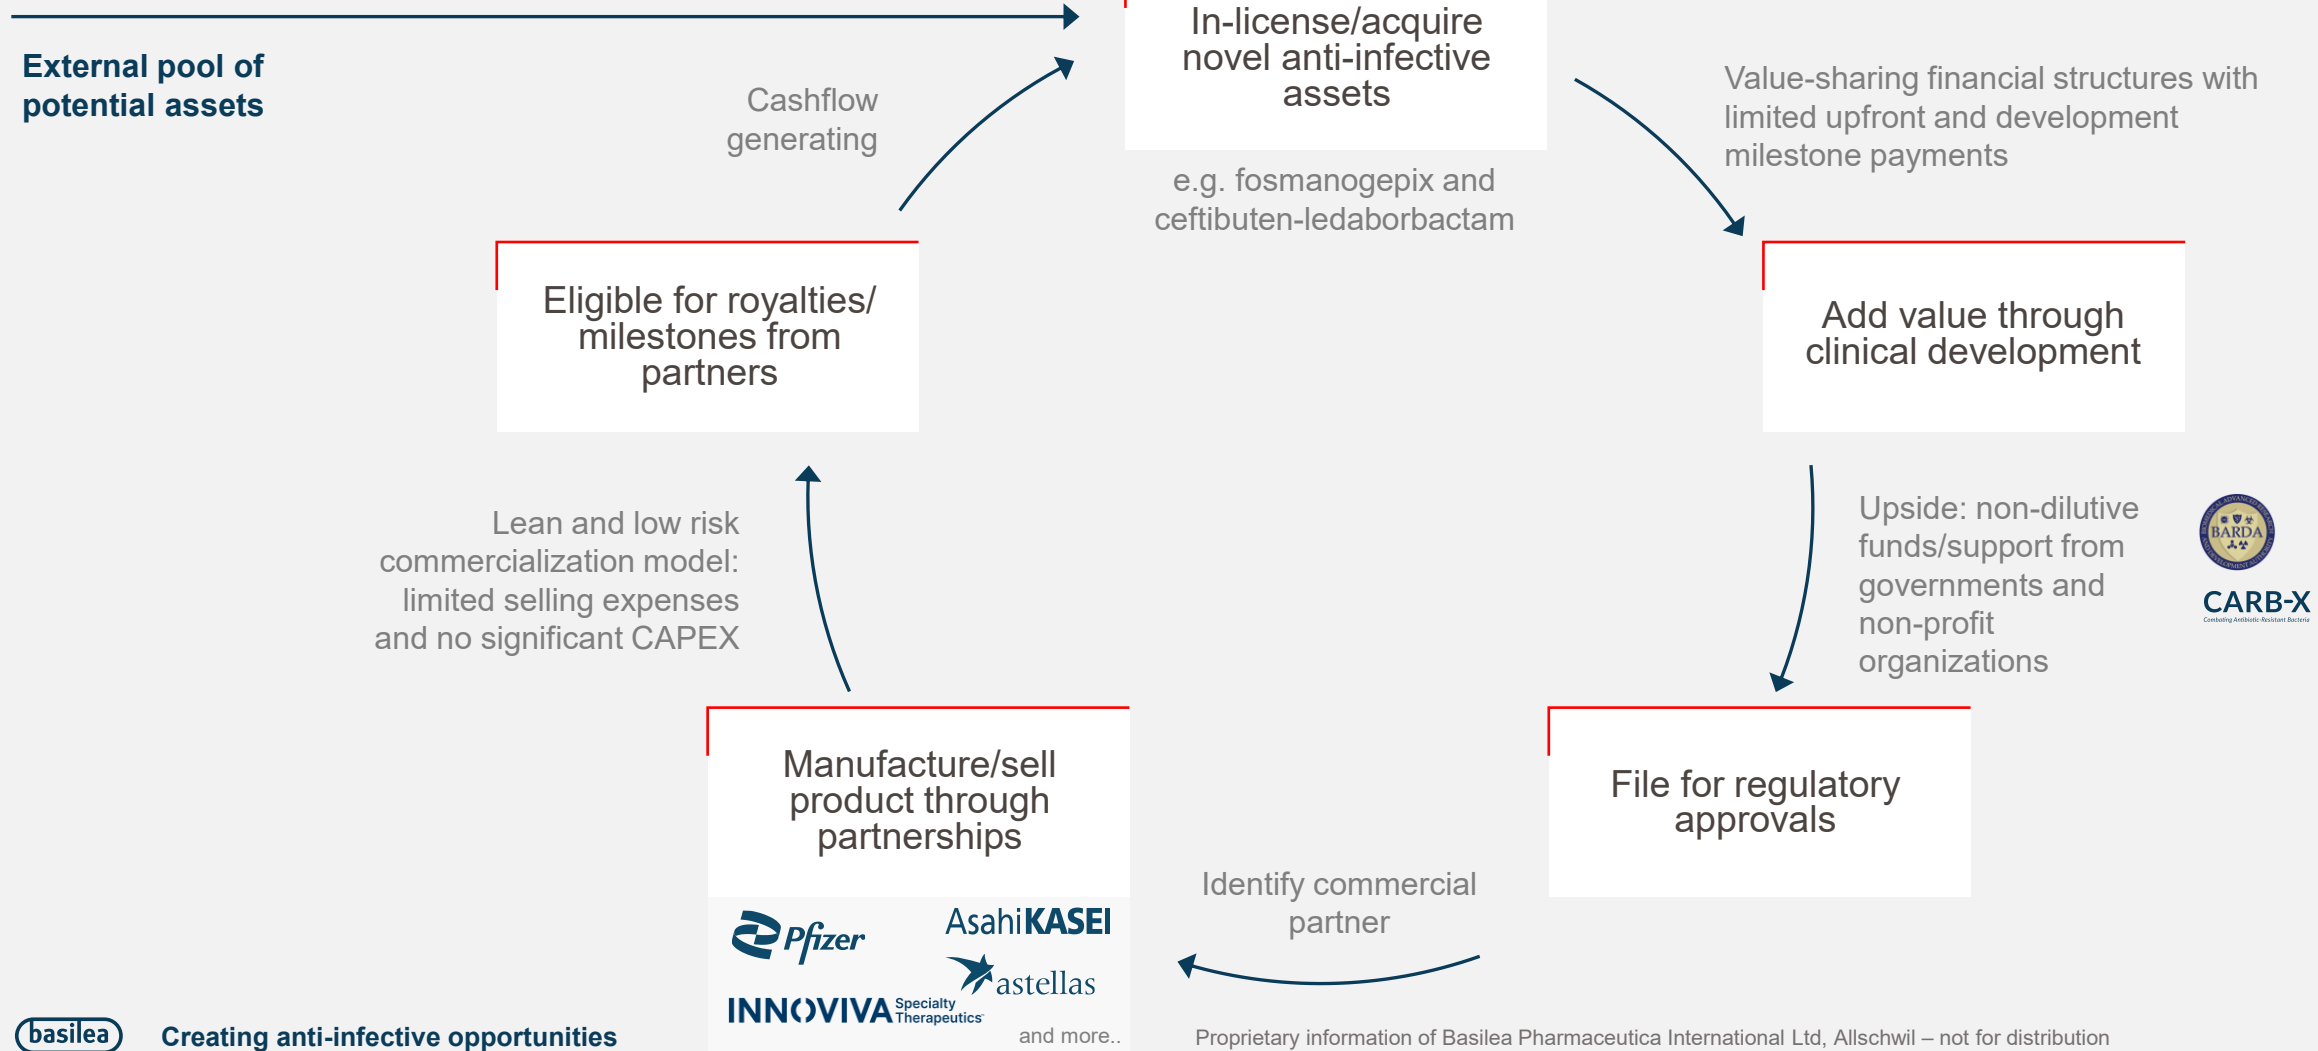 In-license/acquire
novel anti-infective
assets
External pool of
potential assets
Cashflow
generating
Value-sharing financial structures with
limited upfront and development
milestone payments
e.g. fosmanogepix and
ceftibuten-ledaborbactam
Eligible for royalties/
milestones from
partners
Add value through
clinical development
Lean and low risk
commercialization model:
limited selling expenses
and no significant CAPEX
Upside: non-dilutive
funds/support from
governments and
non-profit
organizations
BARDA
CARB-X
Combating Antibiotic-Resistant Bacteria
Manufacture/sell
product through
partnerships
File for regulatory
approvals
Identify commercial
partner
Pfizer
AsahiKASEI
astellas
INNOVIVA Specialty
Therapeutics
and more..
basilea
Creating anti-infective opportunities
Proprietary information of Basilea Pharmaceutica International Ltd, Allschwil – not for distribution